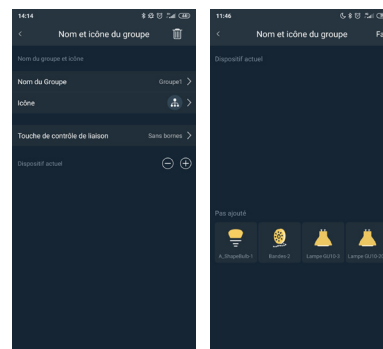 14:14
Nom et icône du groupe
Nom du groupe et icône
Nom du Groupe Groupe1
Icône
Touche de contrôle de liaison Sans bornes
Dispositif actuel
11:46
Nom et icône du groupe
Dispositif actuel
Pas ajouté
A_ShapeBulb-1 Bandes-2 Lampe GU10-3